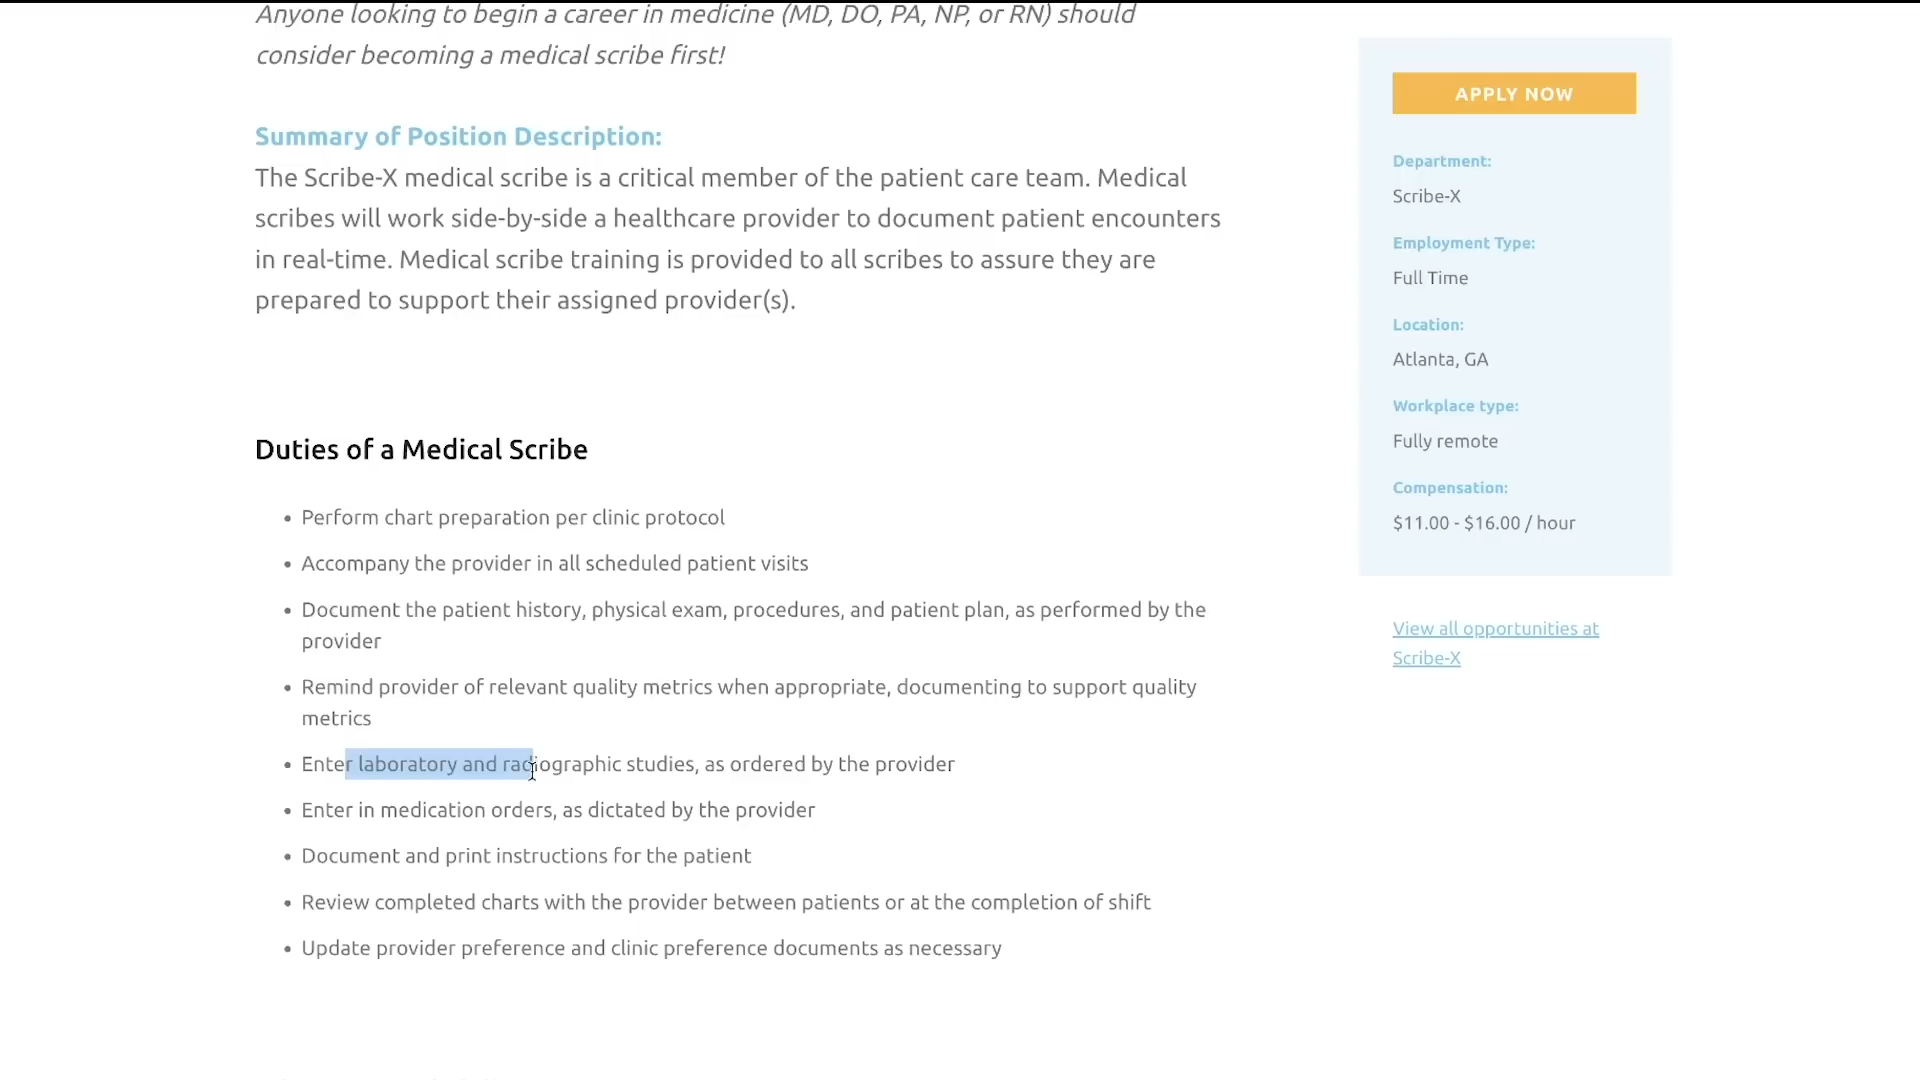 Anyone looking to begin a career in medicine (MD, DO, PA, NP, or RN) should
consider becoming a medical scribe first!
Summary of Position Description:
The Scribe-X medical scribe is a critical member of the patient care team. Medical
scribes will work side-by-side a healthcare provider to document patient encounters
in real-time. Medical scribe training is provided to all scribes to assure they are
prepared to support their assigned provider(s).
Duties of a Medical Scribe
• Perform chart preparation per clinic protocol
• Accompany the provider in all scheduled patient visits
• Document the patient history, physical exam, procedures, and patient plan, as performed by the
provider
• Remind provider of relevant quality metrics when appropriate, documenting to support quality
metrics
• Enter laboratory and radiographic studies, as ordered by the provider
• Enter in medication orders, as dictated by the provider
• Document and print instructions for the patient
• Review completed charts with the provider between patients or at the completion of shift
• Update provider preference and clinic preference documents as necessary
APPLY NOW
Department:
Scribe-X
Employment Type:
Full Time
Location:
Atlanta, GA
Workplace type:
Fully remote
Compensation:
$11.00 - $16.00 / hour
View all opportunities at
Scribe-X